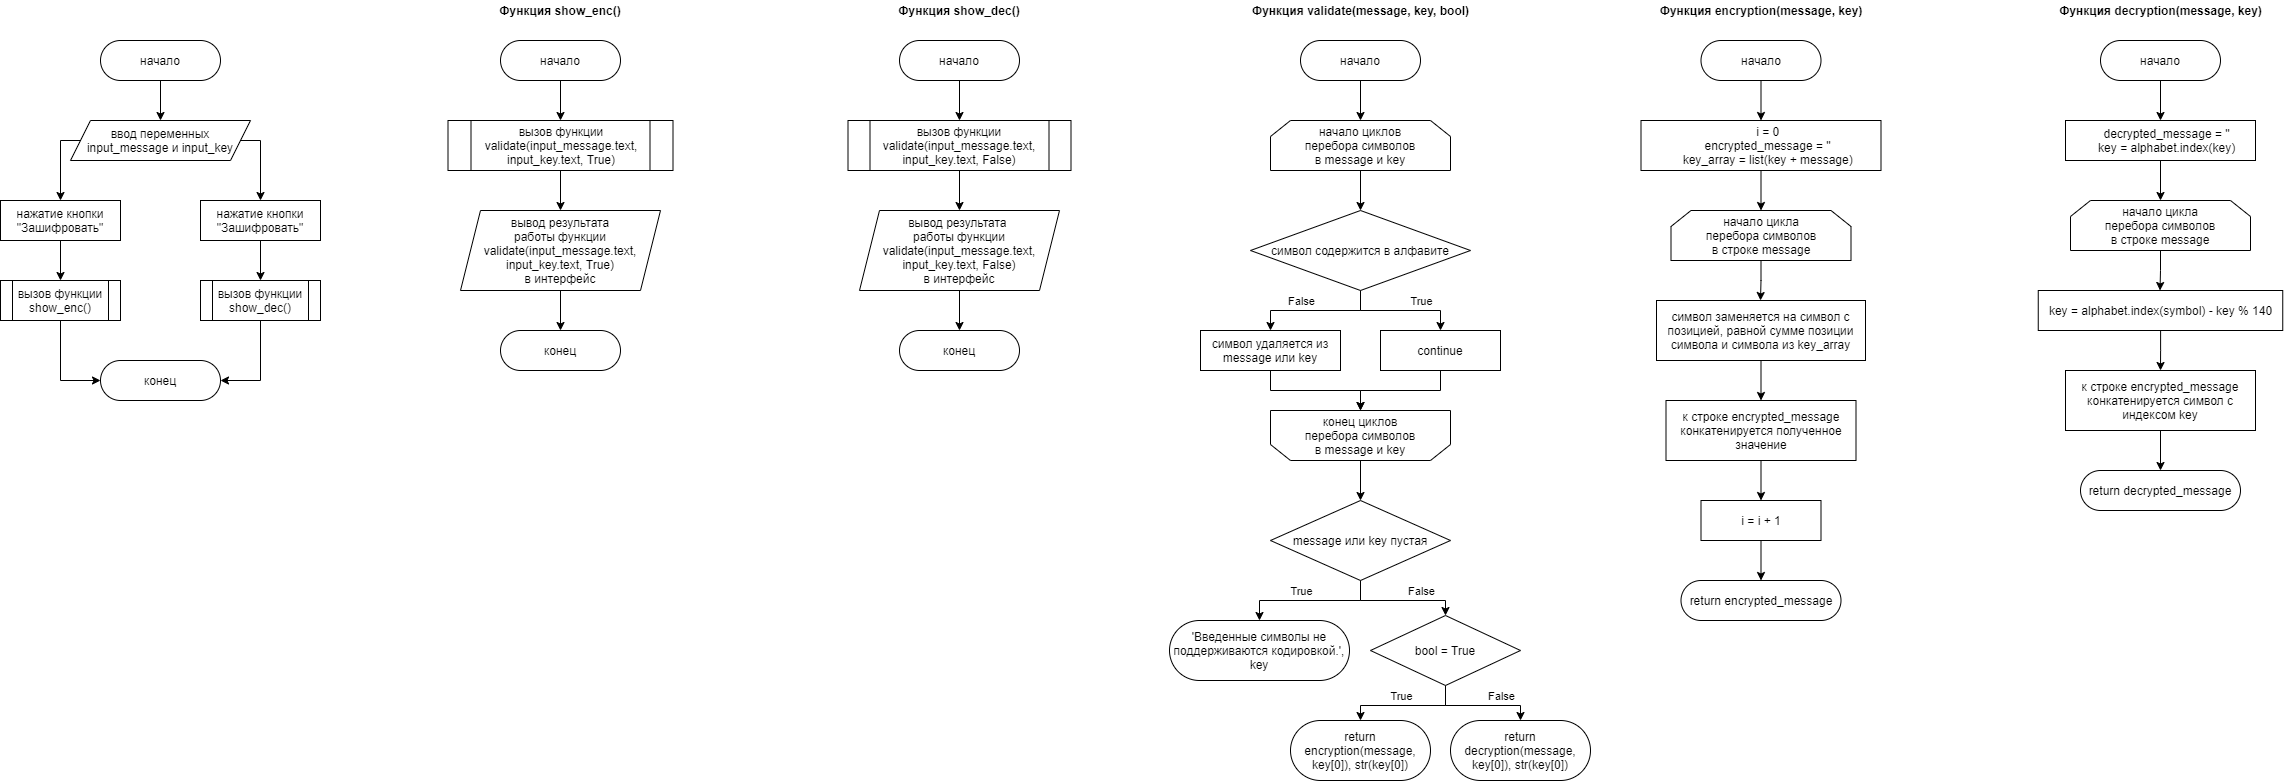 начало
ввод переменных
input_message и input_key
нажатие кнопки
"Зашифровать"
нажатие кнопки
"Зашифровать"
вызов функции
show_enc()
вызов функции
show_dec()
конец
Функция show_enc()
начало
вызов функции
validate(input_message.text,
input_key.text, True)
вывод результата
работы функции
validate(input_message.text,
input_key.text, True)
в интерфейс
конец
Функция show_dec()
начало
вызов функции
validate(input_message.text,
input_key.text, False)
вывод результата
работы функции
validate(input_message.text,
input_key.text, False)
в интерфейс
конец
Функция validate(message, key, bool)
начало
начало циклов
перебора символов
в message и key
символ содержится в алфавите
False
True
символ удаляется из
message или key
continue
конец циклов
перебора символов
в message и key
message или key пустая
True
False
'Введенные символы не
поддерживаются кодировкой.',
key
bool = True
True
False
return
encryption(message,
key[0]), str(key[0])
return
decryption(message,
key[0]), str(key[0])
Функция encryption(message, key)
начало
i = 0
encrypted_message = ''
key_array = list(key + message)
начало цикла
перебора символов
в строке message
символ заменяется на символ с
позицией, равной сумме позиции
символа и символа из key_array
к строке encrypted_message
конкатенируется полученное
значение
i = i + 1
return encrypted_message
Функция decryption(message, key)
начало
decrypted_message = ''
key = alphabet.index(key)
начало цикла
перебора символов
в строке message
key = alphabet.index(symbol) - key % 140
к строке encrypted_message
конкатенируется символ с
индексом key
return decrypted_message